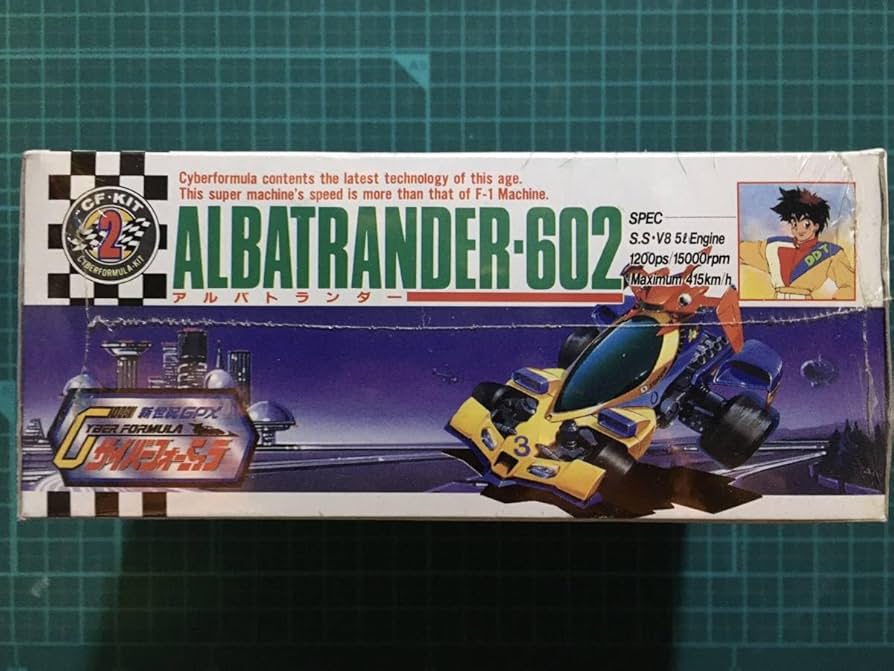 Cyberformula contents the latest technology of this age.
This super machine's speed is more than that of F-1 Machine.
CF·KIT
2
CYBERFORMULA·KIT
ALBATRANDER·602
アルバトランダー
SPEC
S.S·V8 5ℓ Engine
1200ps/15000rpm
Maximum 415km/h
DDT
新世紀GPX
CYBER FORMULA
サイバーフォーミュラ
3
A3